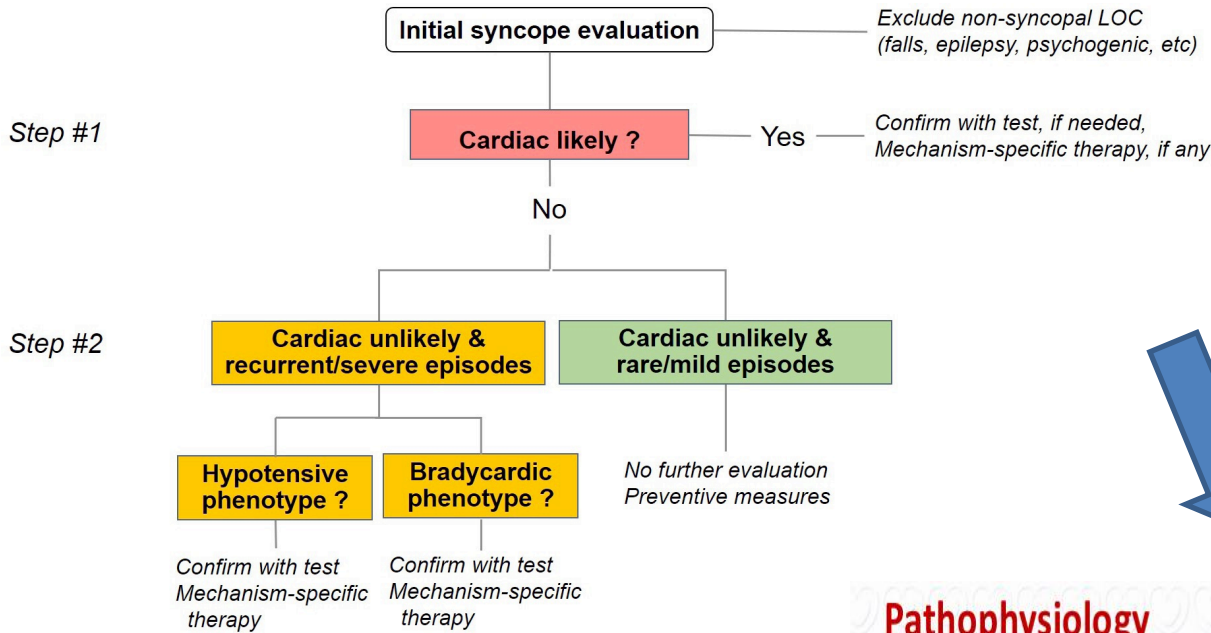 Initial syncope evaluation
Exclude non-syncopal LOC
(falls, epilepsy, psychogenic, etc)
Step #1
Cardiac likely ?
Yes
Confirm with test, if needed,
Mechanism-specific therapy, if any
No
Step #2
Cardiac unlikely &
recurrent/severe episodes
Cardiac unlikely &
rare/mild episodes
Hypotensive
phenotype ?
Bradycardic
phenotype ?
No further evaluation
Preventive measures
Confirm with test
Mechanism-specific
therapy
Confirm with test
Mechanism-specific
therapy
Pathophysiology